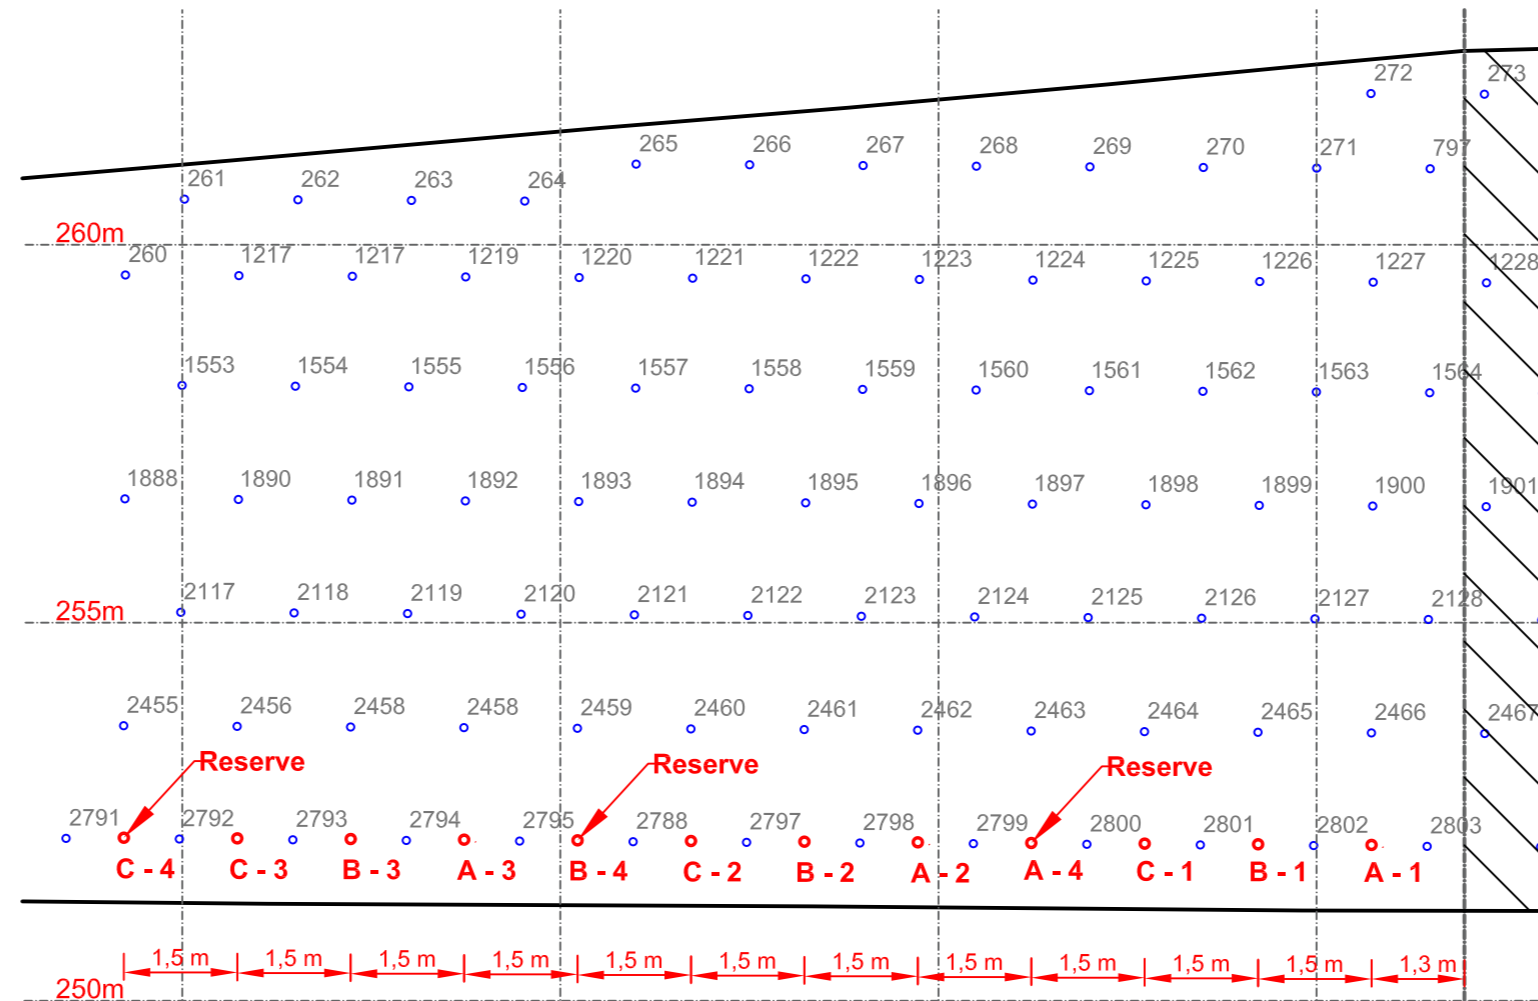 272 273
265 266 267 268 269 270 271 797
261 262 263 264
260m
260 1217 1217 1219 1220 1221 1222 1223 1224 1225 1226 1227 1228
1553 1554 1555 1556 1557 1558 1559 1560 1561 1562 1563 1564
1888 1890 1891 1892 1893 1894 1895 1896 1897 1898 1899 1900 1901
2117 2118 2119 2120 2121 2122 2123 2124 2125 2126 2127 2128
255m
2455 2456 2458 2458 2459 2460 2461 2462 2463 2464 2465 2466 2467
Reserve Reserve Reserve
2791 2792 2793 2794 2795 2788 2797 2798 2799 2800 2801 2802 2803
C - 4 C - 3 B - 3 A - 3 B - 4 C - 2 B - 2 A - 2 A - 4 C - 1 B - 1 A - 1
1,5 m 1,5 m 1,5 m 1,5 m 1,5 m 1,5 m 1,5 m 1,5 m 1,5 m 1,5 m 1,5 m 1,3 m
250m